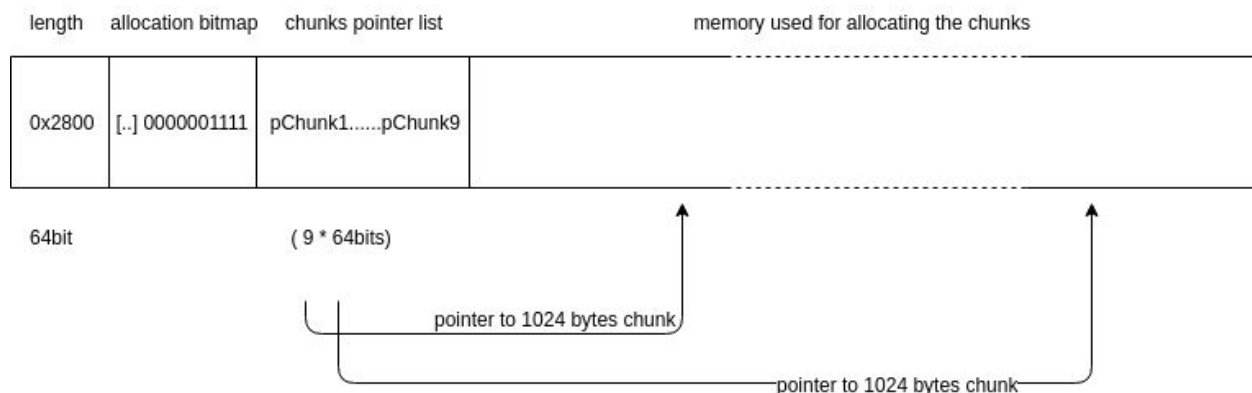 length allocation bitmap chunks pointer list memory used for allocating the chunks
0x2800 [..] 0000001111 pChunk1......pChunk9
64bit ( 9 * 64bits)
pointer to 1024 bytes chunk
pointer to 1024 bytes chunk